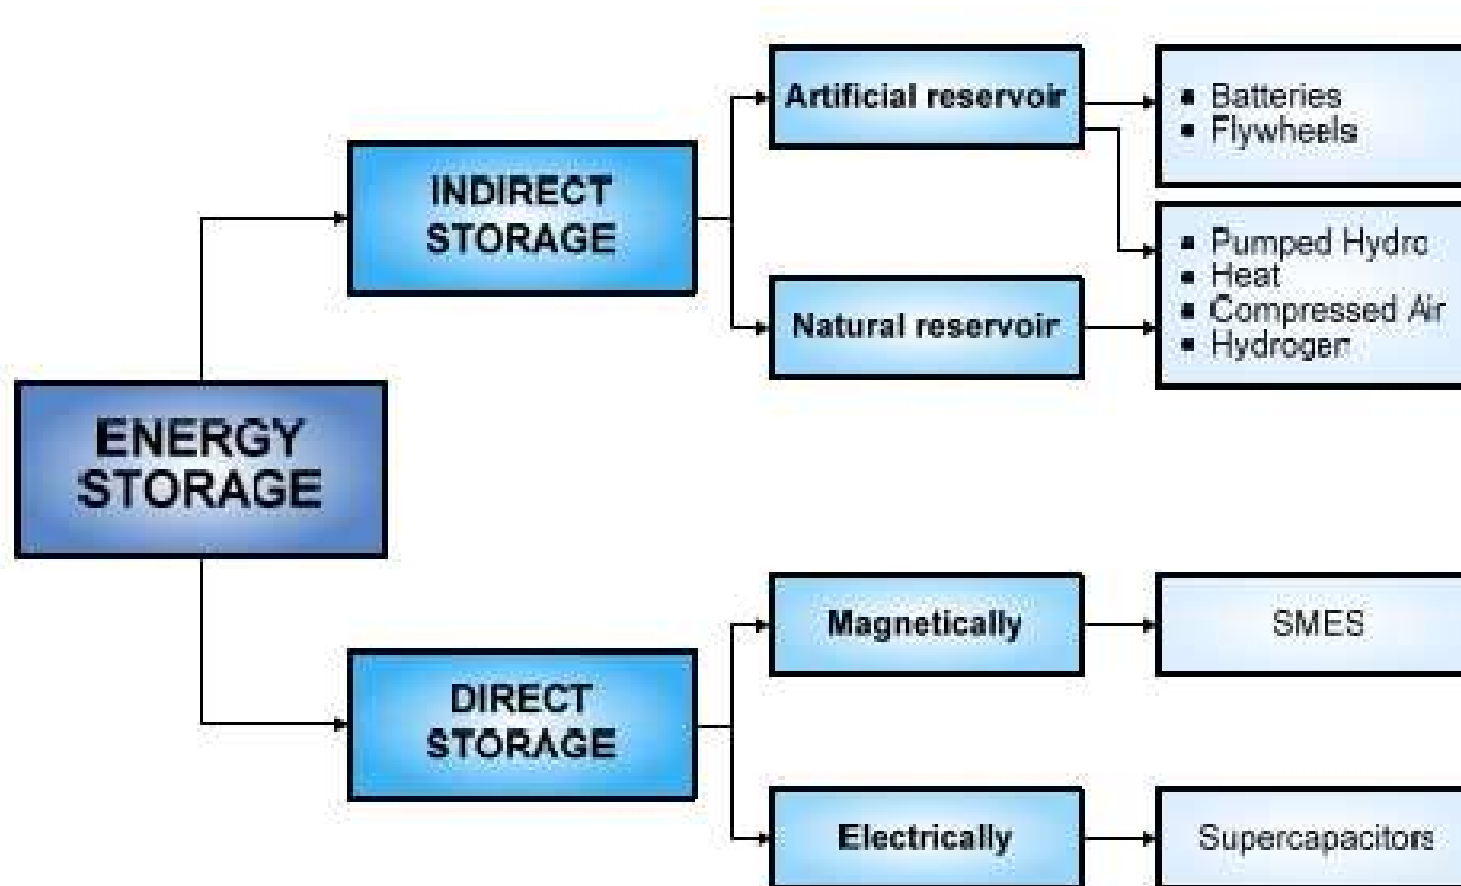 Artificial reservoir
Batteries
Flywheels
INDIRECT
STORAGE
Pumped Hydro
Heat
Compressed Air
Hydrogen
Natural reservoir
ENERGY
STORAGE
Magnetically
SMES
DIRECT
STORAGE
Electrically
Supercapacitors